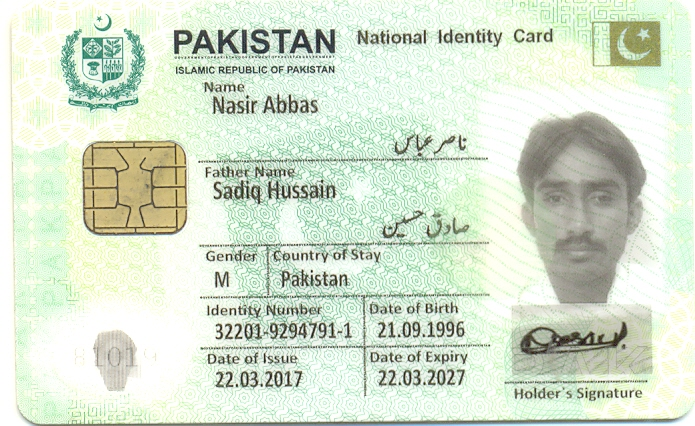 PAKISTAN National Identity Card
ISLAMIC REPUBLIC OF PAKISTAN
Name
Nasir Abbas
ناصر عباس
Father Name
Sadiq Hussain
صادق حسین
Gender Country of Stay
M Pakistan
Identity Number Date of Birth
32201-9294791-1 21.09.1996
Date of Issue Date of Expiry
22.03.2017 22.03.2027
Holder's Signature